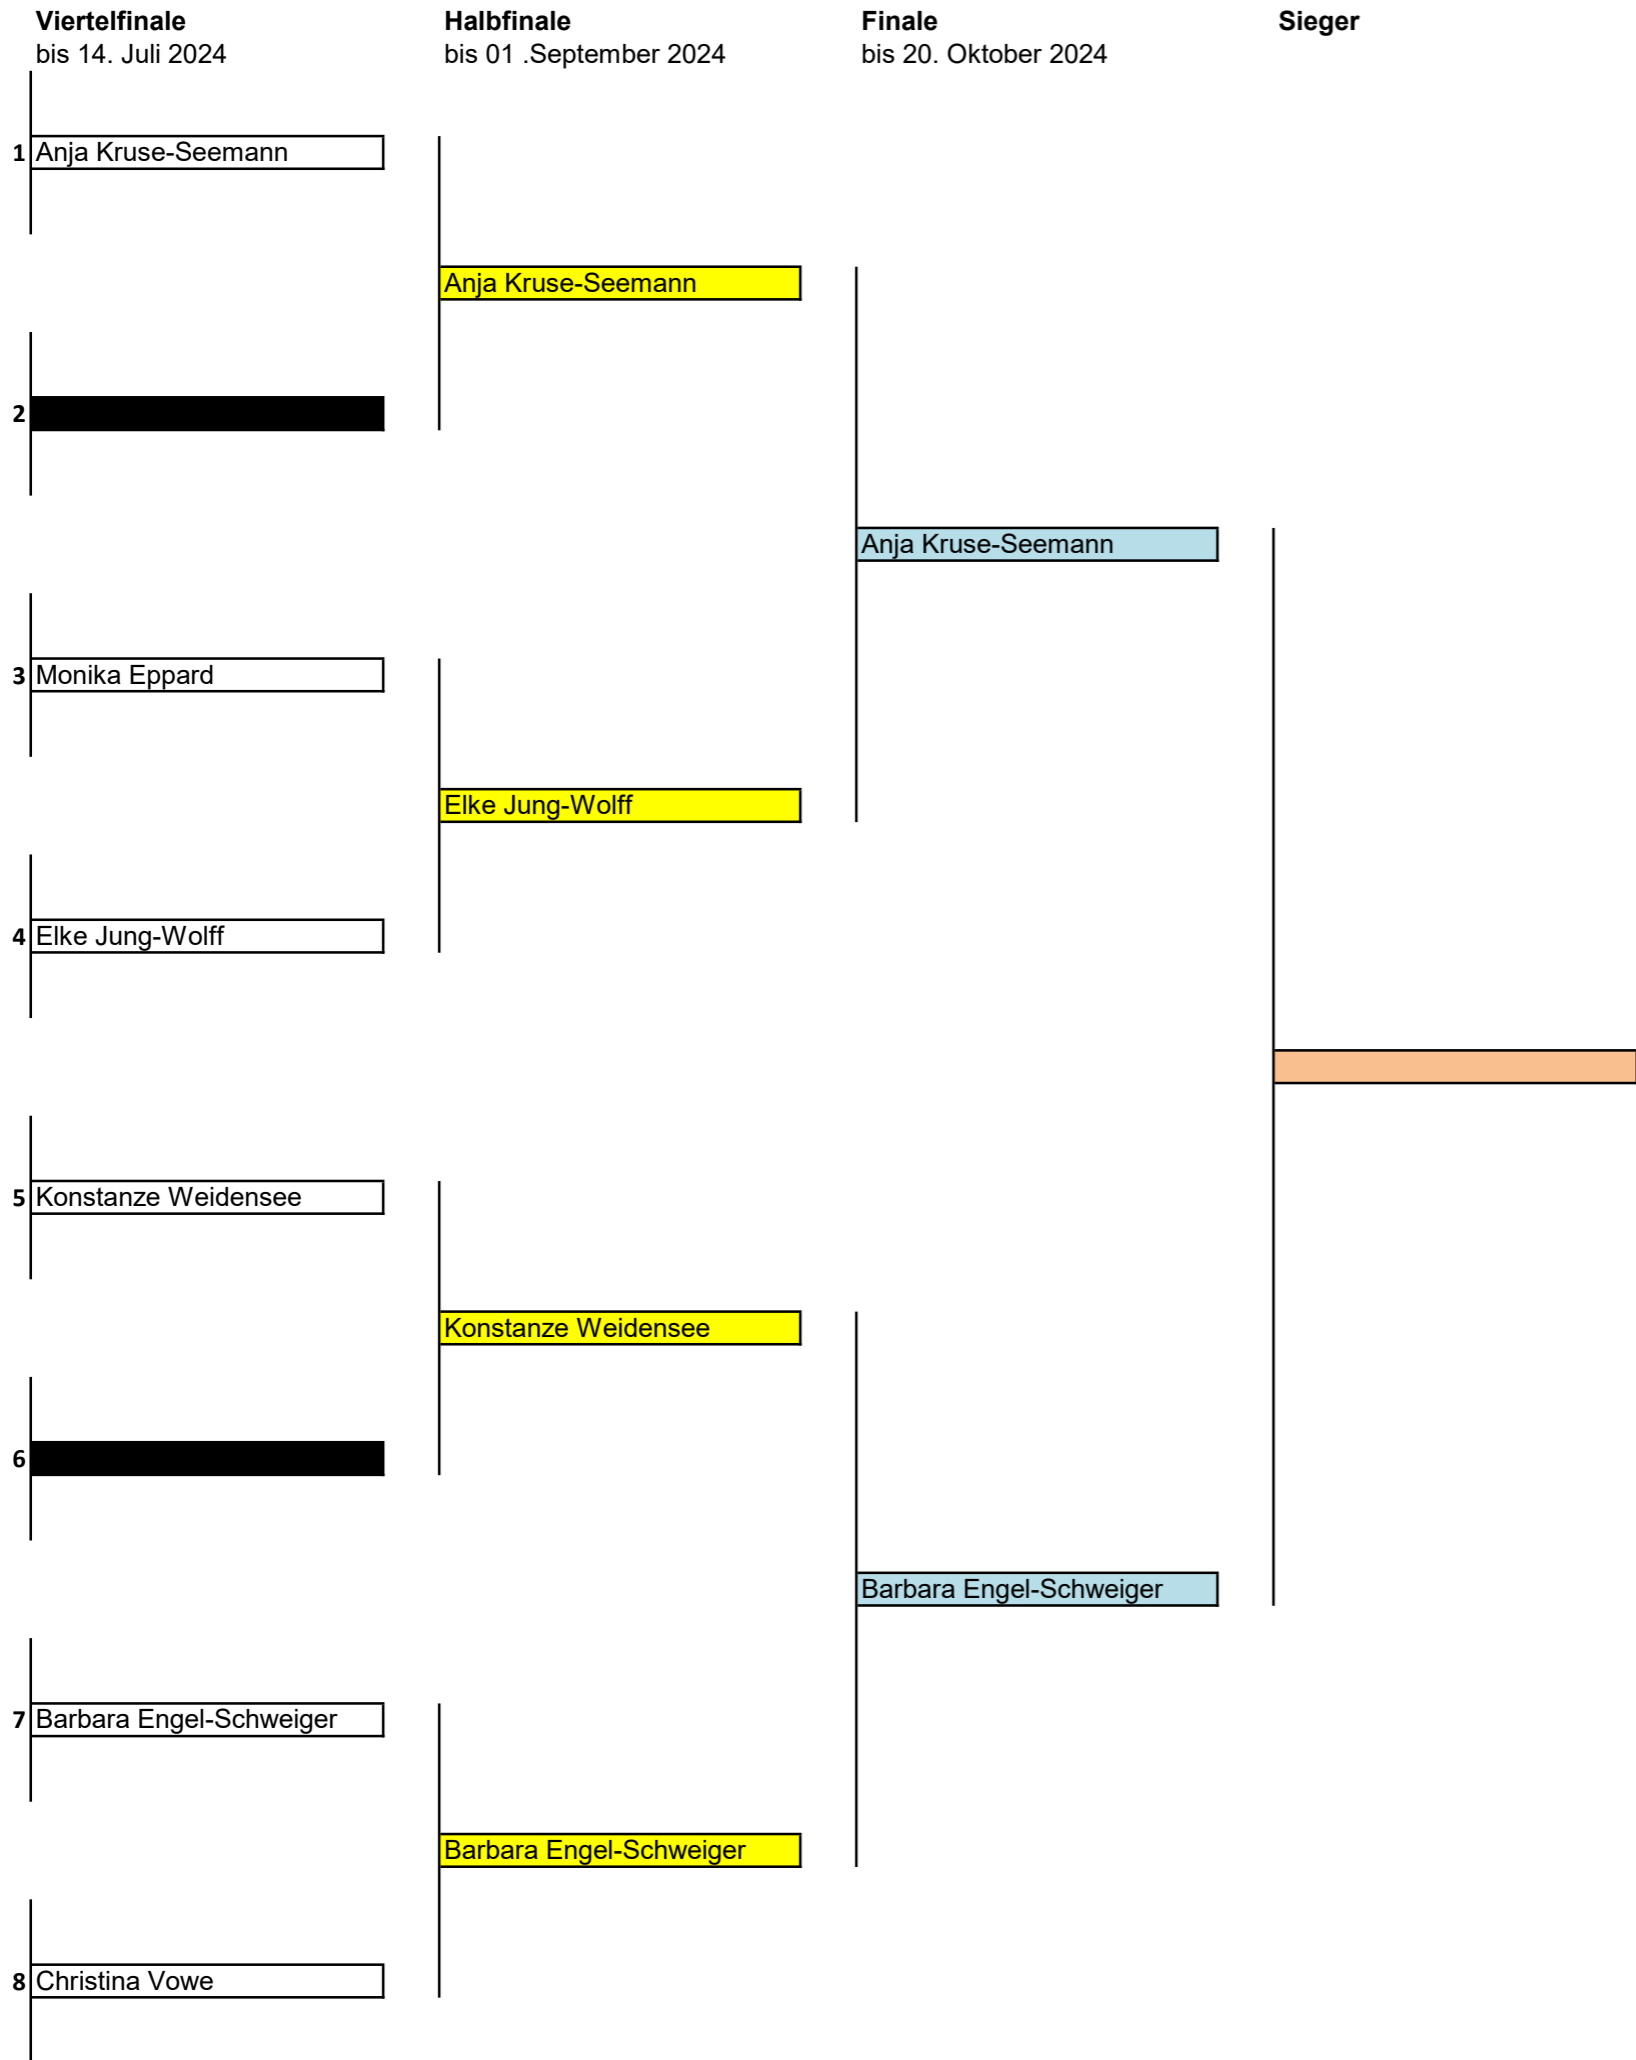 Viertelfinale
bis 14. Juli 2024
Halbfinale
bis 01 .September 2024
Finale
bis 20. Oktober 2024
Sieger
1 Anja Kruse-Seemann
Anja Kruse-Seemann
2
Anja Kruse-Seemann
3 Monika Eppard
Elke Jung-Wolff
4 Elke Jung-Wolff
5 Konstanze Weidensee
Konstanze Weidensee
6
Barbara Engel-Schweiger
7 Barbara Engel-Schweiger
Barbara Engel-Schweiger
8 Christina Vowe